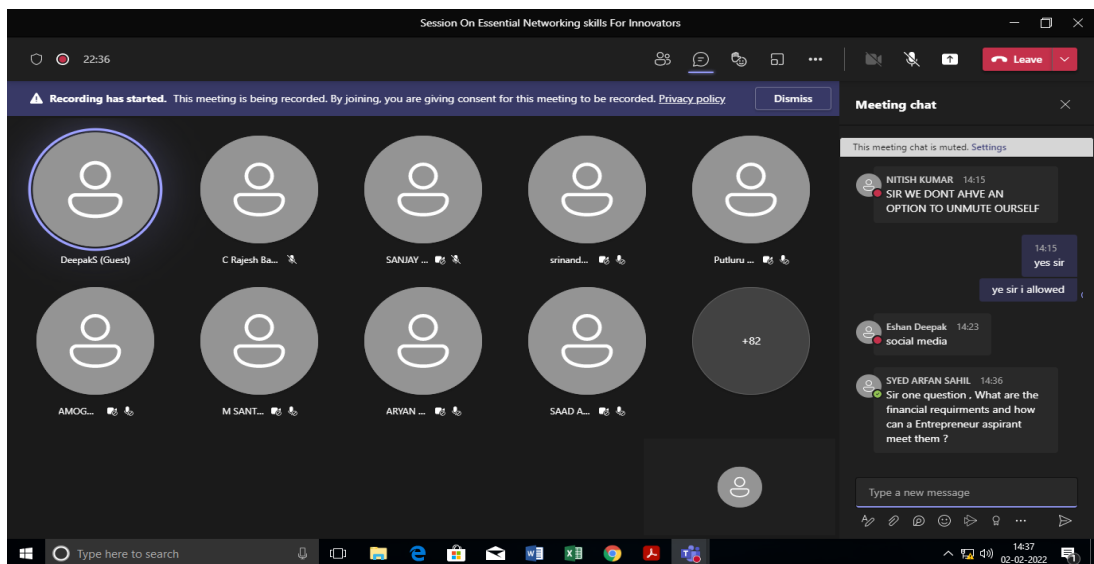 Session On Essential Networking skills For Innovators
22:36
Leave
Recording has started. This meeting is being recorded. By joining, you are giving consent for this meeting to be recorded. Privacy policy
Dismiss
DeepakS (Guest)
C Rajesh Ba...
SANJAY ...
srinand...
Putluru ...
AMOG...
M SANT...
ARYAN ...
SAAD A...
+82
Meeting chat
This meeting chat is muted. Settings
NITISH KUMAR 14:15
SIR WE DONT AHVE AN
OPTION TO UNMUTE OURSELF
14:15
yes sir
ye sir i allowed
Eshan Deepak 14:23
social media
SYED ARFAN SAHIL 14:36
Sir one question , What are the
financial requirments and how
can a Entrepreneur aspirant
meet them ?
Type a new message
Type here to search
14:37
02-02-2022